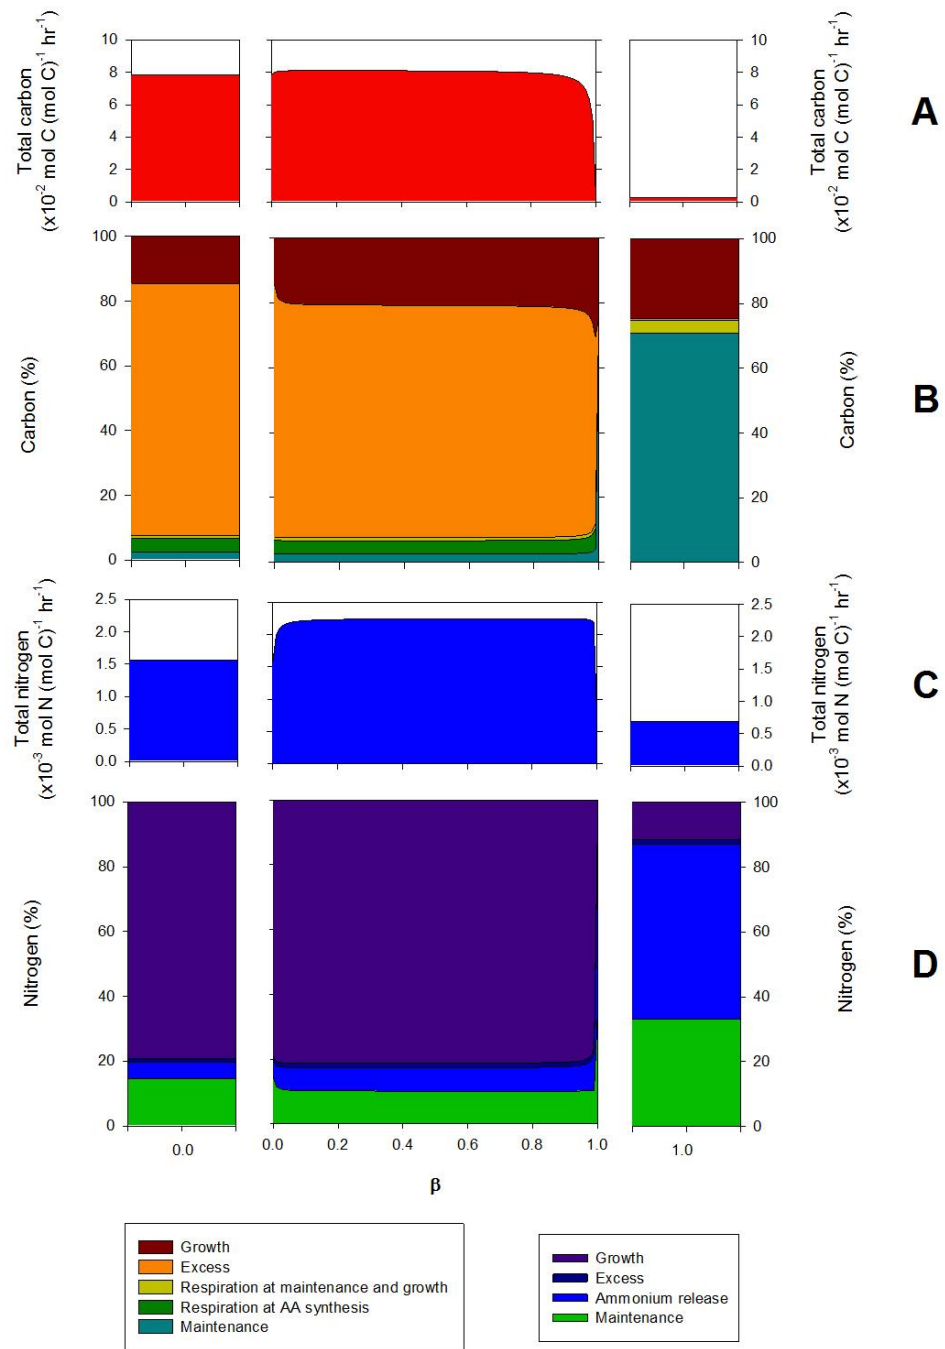 10
8
6
4
2
0
Total carbon
(x10⁻² mol C (mol C)⁻¹ hr⁻¹)
10
8
6
4
2
0
Total carbon
(x10⁻² mol C (mol C)⁻¹ hr⁻¹)
A
100
80
60
40
20
0
Carbon (%)
100
80
60
40
20
0
Carbon (%)
B
2.5
2.0
1.5
1.0
0.5
0.0
Total nitrogen
(x10⁻³ mol N (mol C)⁻¹ hr⁻¹)
2.5
2.0
1.5
1.0
0.5
0.0
Total nitrogen
(x10⁻³ mol N (mol C)⁻¹ hr⁻¹)
C
100
80
60
40
20
0
Nitrogen (%)
100
80
60
40
20
0
Nitrogen (%)
D
0.0
0.0 0.2 0.4 0.6 0.8 1.0
1.0
β
Growth
Excess
Respiration at maintenance and growth
Respiration at AA synthesis
Maintenance
Growth
Excess
Ammonium release
Maintenance